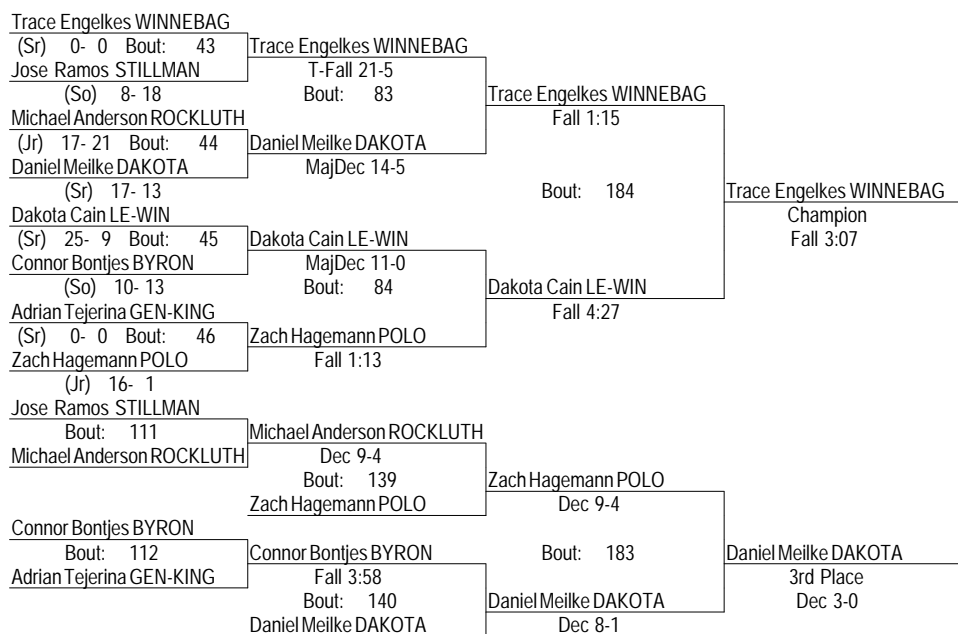 Trace Engelkes WINNEBAG
(Sr) 0- 0 Bout: 43
Trace Engelkes WINNEBAG
Jose Ramos STILLMAN
T-Fall 21-5
(So) 8- 18
Bout: 83
Trace Engelkes WINNEBAG
Michael Anderson ROCKLUTH
Fall 1:15
(Jr) 17- 21 Bout: 44
Daniel Meilke DAKOTA
Daniel Meilke DAKOTA
MajDec 14-5
(Sr) 17- 13
Bout: 184
Trace Engelkes WINNEBAG
Dakota Cain LE-WIN
Champion
(Sr) 25- 9 Bout: 45
Dakota Cain LE-WIN
Fall 3:07
Connor Bontjes BYRON
MajDec 11-0
(So) 10- 13
Bout: 84
Dakota Cain LE-WIN
Adrian Tejerina GEN-KING
Fall 4:27
(Sr) 0- 0 Bout: 46
Zach Hagemann POLO
Zach Hagemann POLO
Fall 1:13
(Jr) 16- 1
Jose Ramos STILLMAN
Bout: 111
Michael Anderson ROCKLUTH
Michael Anderson ROCKLUTH
Dec 9-4
Bout: 139
Zach Hagemann POLO
Zach Hagemann POLO
Dec 9-4
Connor Bontjes BYRON
Bout: 112
Connor Bontjes BYRON
Bout: 183
Daniel Meilke DAKOTA
Adrian Tejerina GEN-KING
Fall 3:58
3rd Place
Bout: 140
Daniel Meilke DAKOTA
Dec 3-0
Daniel Meilke DAKOTA
Dec 8-1